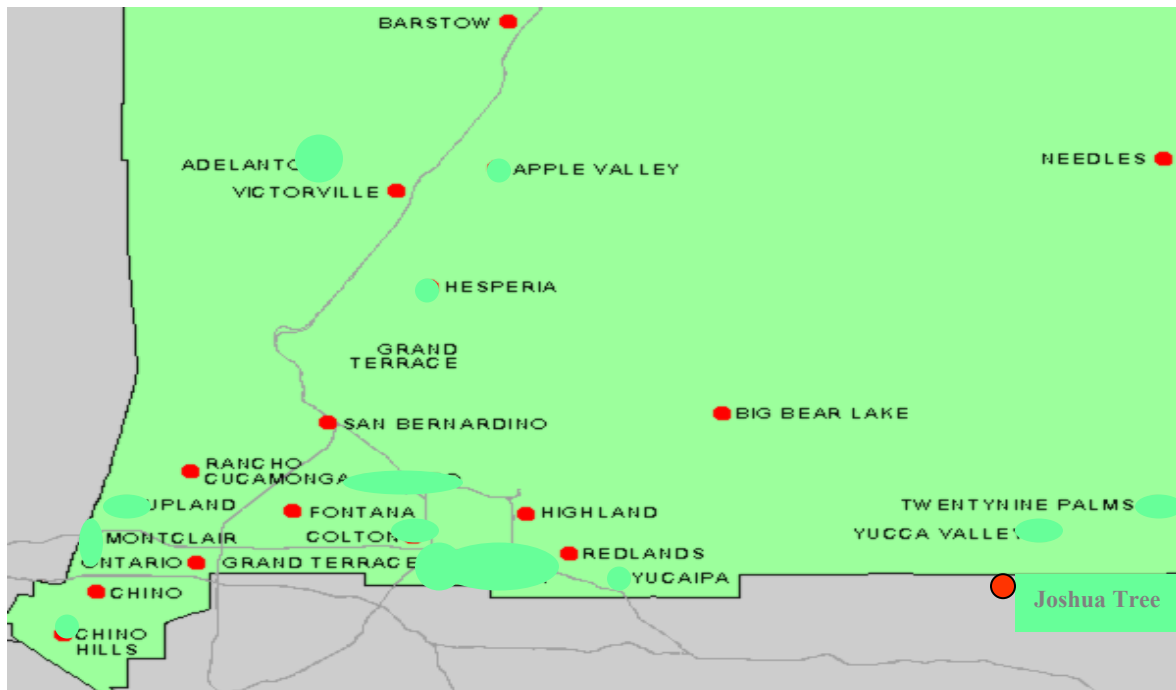 BARSTOW
ADELANTO
APPLE VALLEY
NEEDLES
VICTORVILLE
HESPERIA
GRAND
TERRACE
SAN BERNARDINO
BIG BEAR LAKE
RANCHO
CUCAMONGA
UPLAND
FONTANA
HIGHLAND
TWENTYNINE PALMS
MONTCLAIR
COLTON
YUCCA VALLEY
ONTARIO
GRAND TERRACE
REDLANDS
YUCAIPA
CHINO
Joshua Tree
CHINO
HILLS